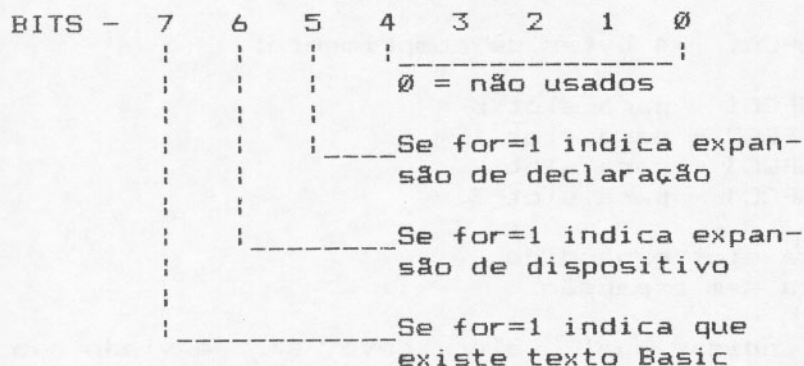 BITS - 7 6 5 4 3 2 1 Ø
Ø = não usados
Se for=1 indica expan-
são de declaração
Se for=1 indica expan-
são de dispositivo
Se for=1 indica que
existe texto Basic